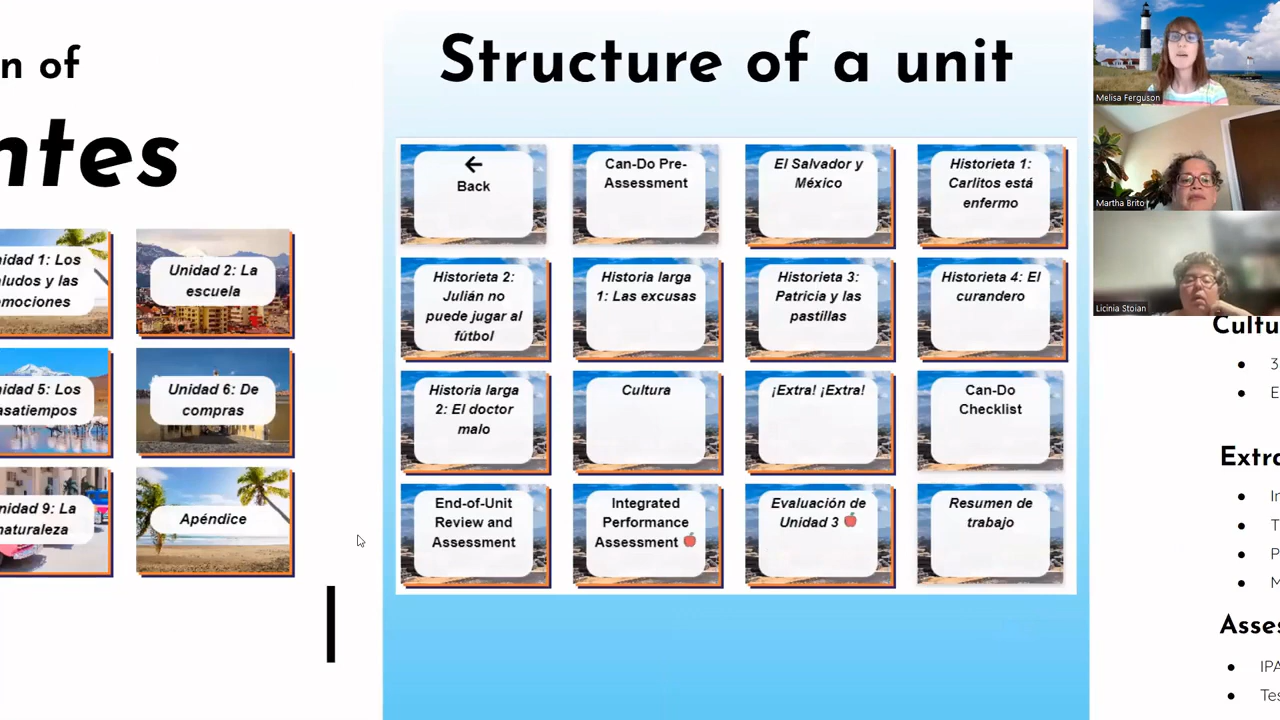 n of
ntes
nidad 1: Los
ludos y las
emociones
Unidad 2: La
escuela
nidad 5: Los
asatiempos
Unidad 6: De
compras
nidad 9: La
naturaleza
Apéndice
Structure of a unit
Back
Can-Do Pre-
Assessment
El Salvador y
México
Historieta 1:
Carlitos está
enfermo
Historieta 2:
Julián no
puede jugar al
fútbol
Historia larga
1: Las excusas
Historieta 3:
Patricia y las
pastillas
Historieta 4: El
curandero
Historia larga
2: El doctor
malo
Cultura
¡Extra! ¡Extra!
Can-Do
Checklist
End-of-Unit
Review and
Assessment
Integrated
Performance
Assessment
Evaluación de
Unidad 3
Resumen de
trabajo
Melisa Ferguson
Martha Brito
Licinia Stoian
Cultu
3
E
Extra
In
T
P
M
Asses
IPA
Tes